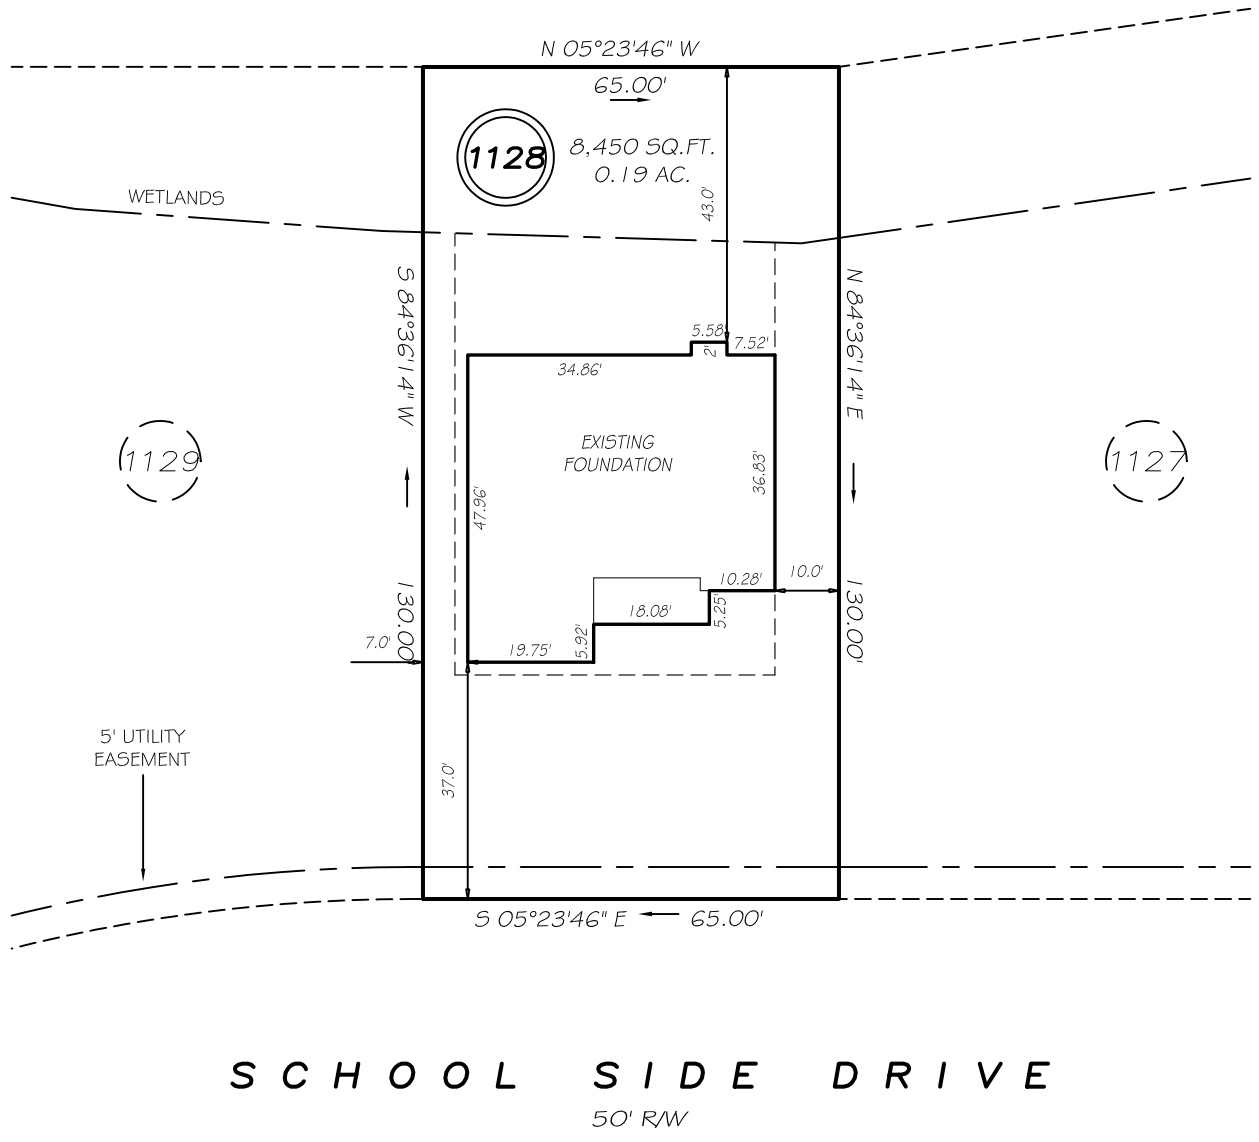 N 05°23'46" W
65.00'
1128
8,450 SQ.FT.
0.19 AC.
43.0'
WETLANDS
S 84°36'14" W
130.00'
N 84°36'14" E
130.00'
5.58'
2'
7.52'
34.86'
EXISTING
FOUNDATION
47.96'
36.83'
1129
1127
10.28'
10.0'
18.08'
5.25'
5.92'
19.75'
7.0'
37.0'
5' UTILITY
EASEMENT
S 05°23'46" E
65.00'
SCHOOL SIDE DRIVE
50' R/W